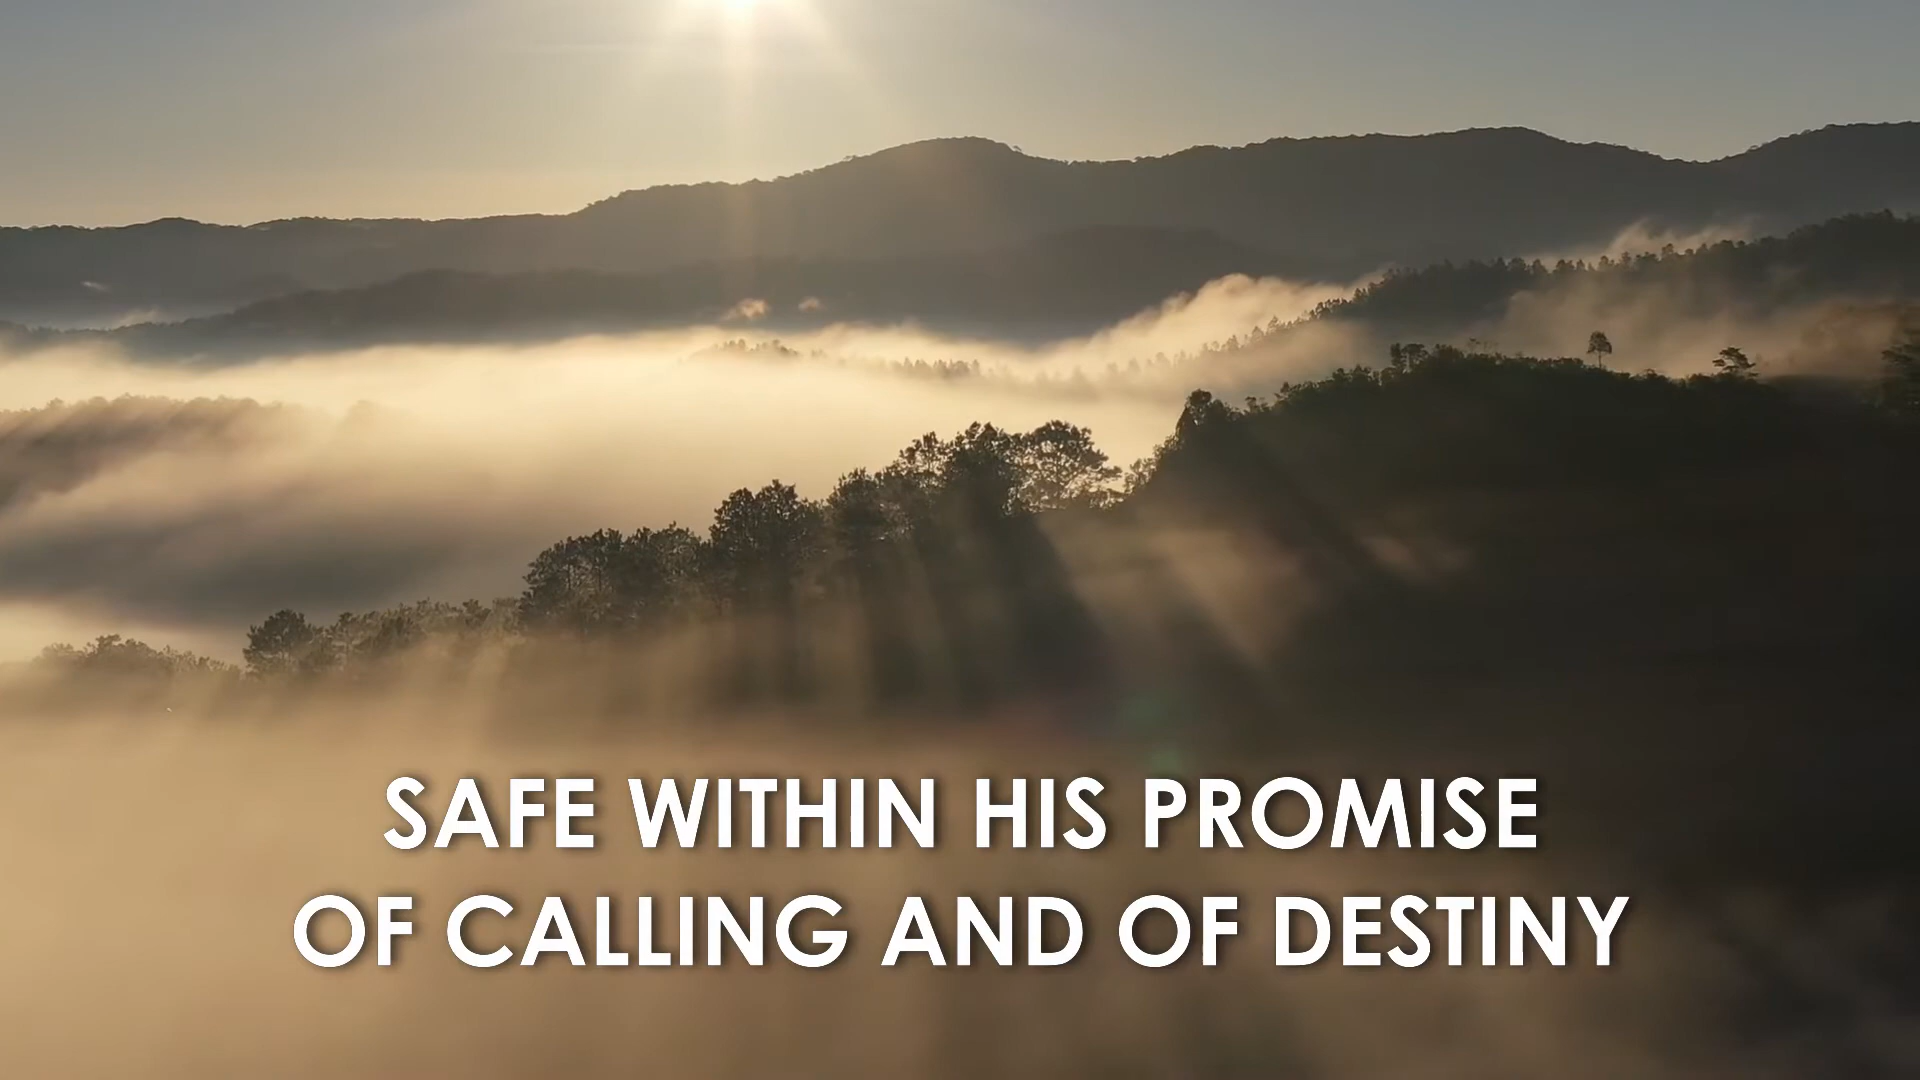 SAFE WITHIN HIS PROMISE
OF CALLING AND OF DESTINY